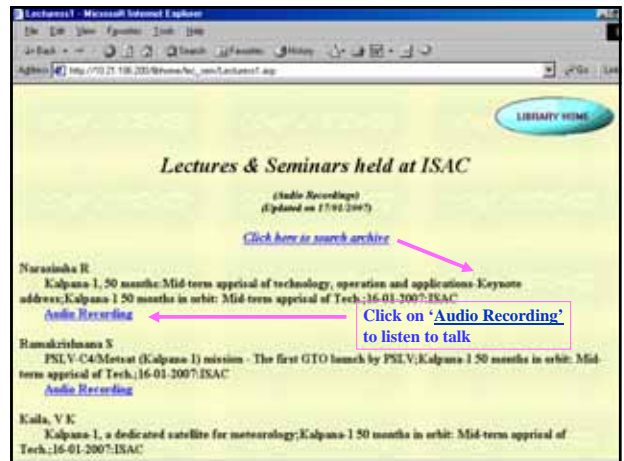 Lectures1 - Microsoft Internet Explorer
File Edit View Favorites Tools Help
Back Search Favorites History
Address http://10.21.106.200/ Go
LIBRARY HOME
Lectures & Seminars held at ISAC
(Audio Recordings)
(Updated on 17/01/2007)
Click here to search archive
Narasimha R
Kalpana-1, 50 months:Mid-term apprisal of technology, operation and applications-Keynote
address;Kalpana-1 50 months in orbit: Mid-term apprisal of Tech.;16-01-2007:ISAC
Audio Recording
Click on ‘Audio Recording’
to listen to talk
Ramakrishnana S
PSLV-C4/Metsat (Kalpana-1) mission - The first GTO launch by PSLV;Kalpana-1 50 months in orbit: Mid-
term apprisal of Tech.;16-01-2007:ISAC
Audio Recording
Kaila, V K
Kalpana-1, a dedicated satellite for meteorology;Kalpana-1 50 months in orbit: Mid-term apprisal of
Tech.;16-01-2007:ISAC